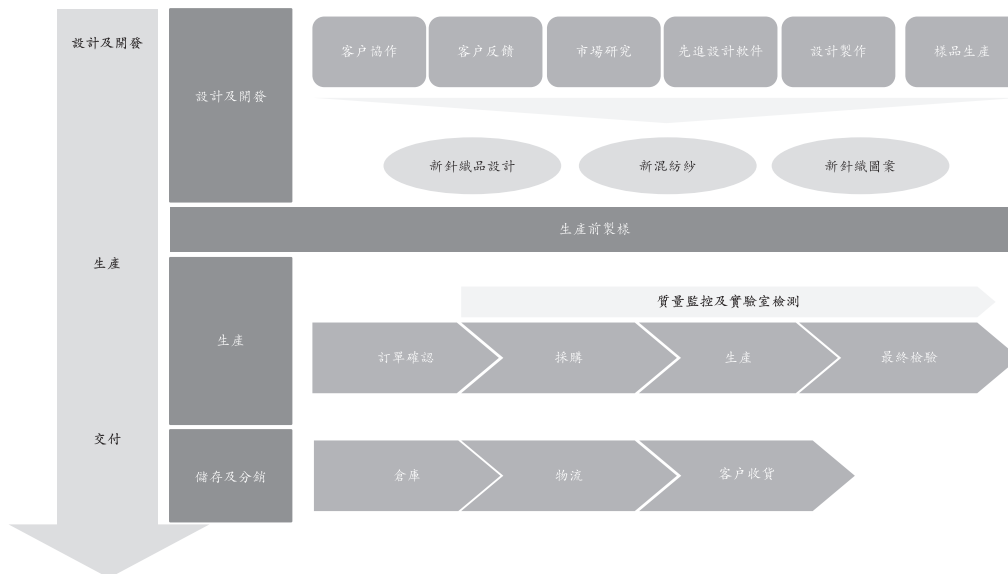 設計及開發
設計及開發
客户協作
客户反饋
市場研究
先進設計軟件
設計製作
樣品生產
新針織品設計
新混紡紗
新針織圖案
生產前製樣
生產
生產
質量監控及實驗室檢測
訂單確認
採購
生產
最終檢驗
交付
儲存及分銷
倉庫
物流
客户收貨